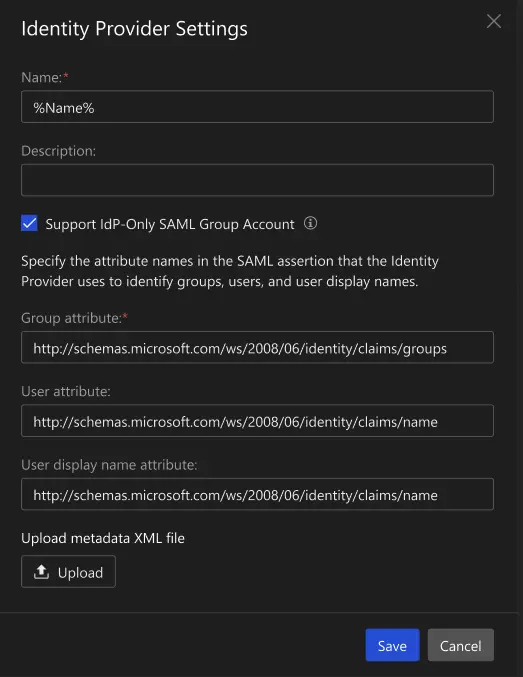 Identity Provider Settings
Name:*
%Name%
Description:
Support IdP-Only SAML Group Account
Specify the attribute names in the SAML assertion that the Identity
Provider uses to identify groups, users, and user display names.
Group attribute:*
http://schemas.microsoft.com/ws/2008/06/identity/claims/groups
User attribute:
http://schemas.microsoft.com/ws/2008/06/identity/claims/name
User display name attribute:
http://schemas.microsoft.com/ws/2008/06/identity/claims/name
Upload metadata XML file
Upload
Save Cancel